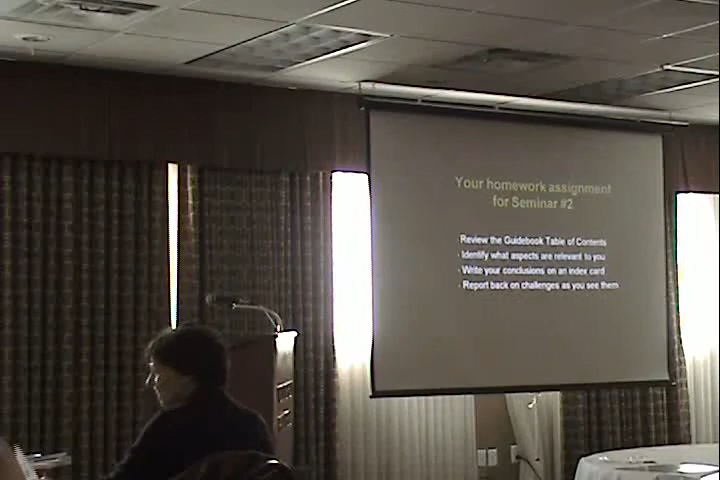 Your homework assignment
for Seminar #2
· Review the Guidebook Table of Contents
· Identify what aspects are relevant to you
· Write your conclusions on an index card
· Report back on challenges as you see them